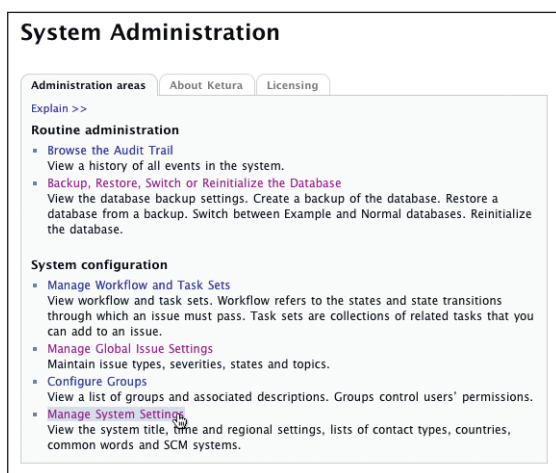 System Administration
Administration areas
About Ketura
Licensing
Explain >>
Routine administration
Browse the Audit Trail
View a history of all events in the system.
Backup, Restore, Switch or Reinitialize the Database
View the database backup settings. Create a backup of the database. Restore a
database from a backup. Switch between Example and Normal databases. Reinitialize
the database.
System configuration
Manage Workflow and Task Sets
View workflow and task sets. Workflow refers to the states and state transitions
through which an issue must pass. Task sets are collections of related tasks that you
can add to an issue.
Manage Global Issue Settings
Maintain issue types, severities, states and topics.
Configure Groups
View a list of groups and associated descriptions. Groups control users' permissions.
Manage System Settings
View the system title, time and regional settings, lists of contact types, countries,
common words and SCM systems.